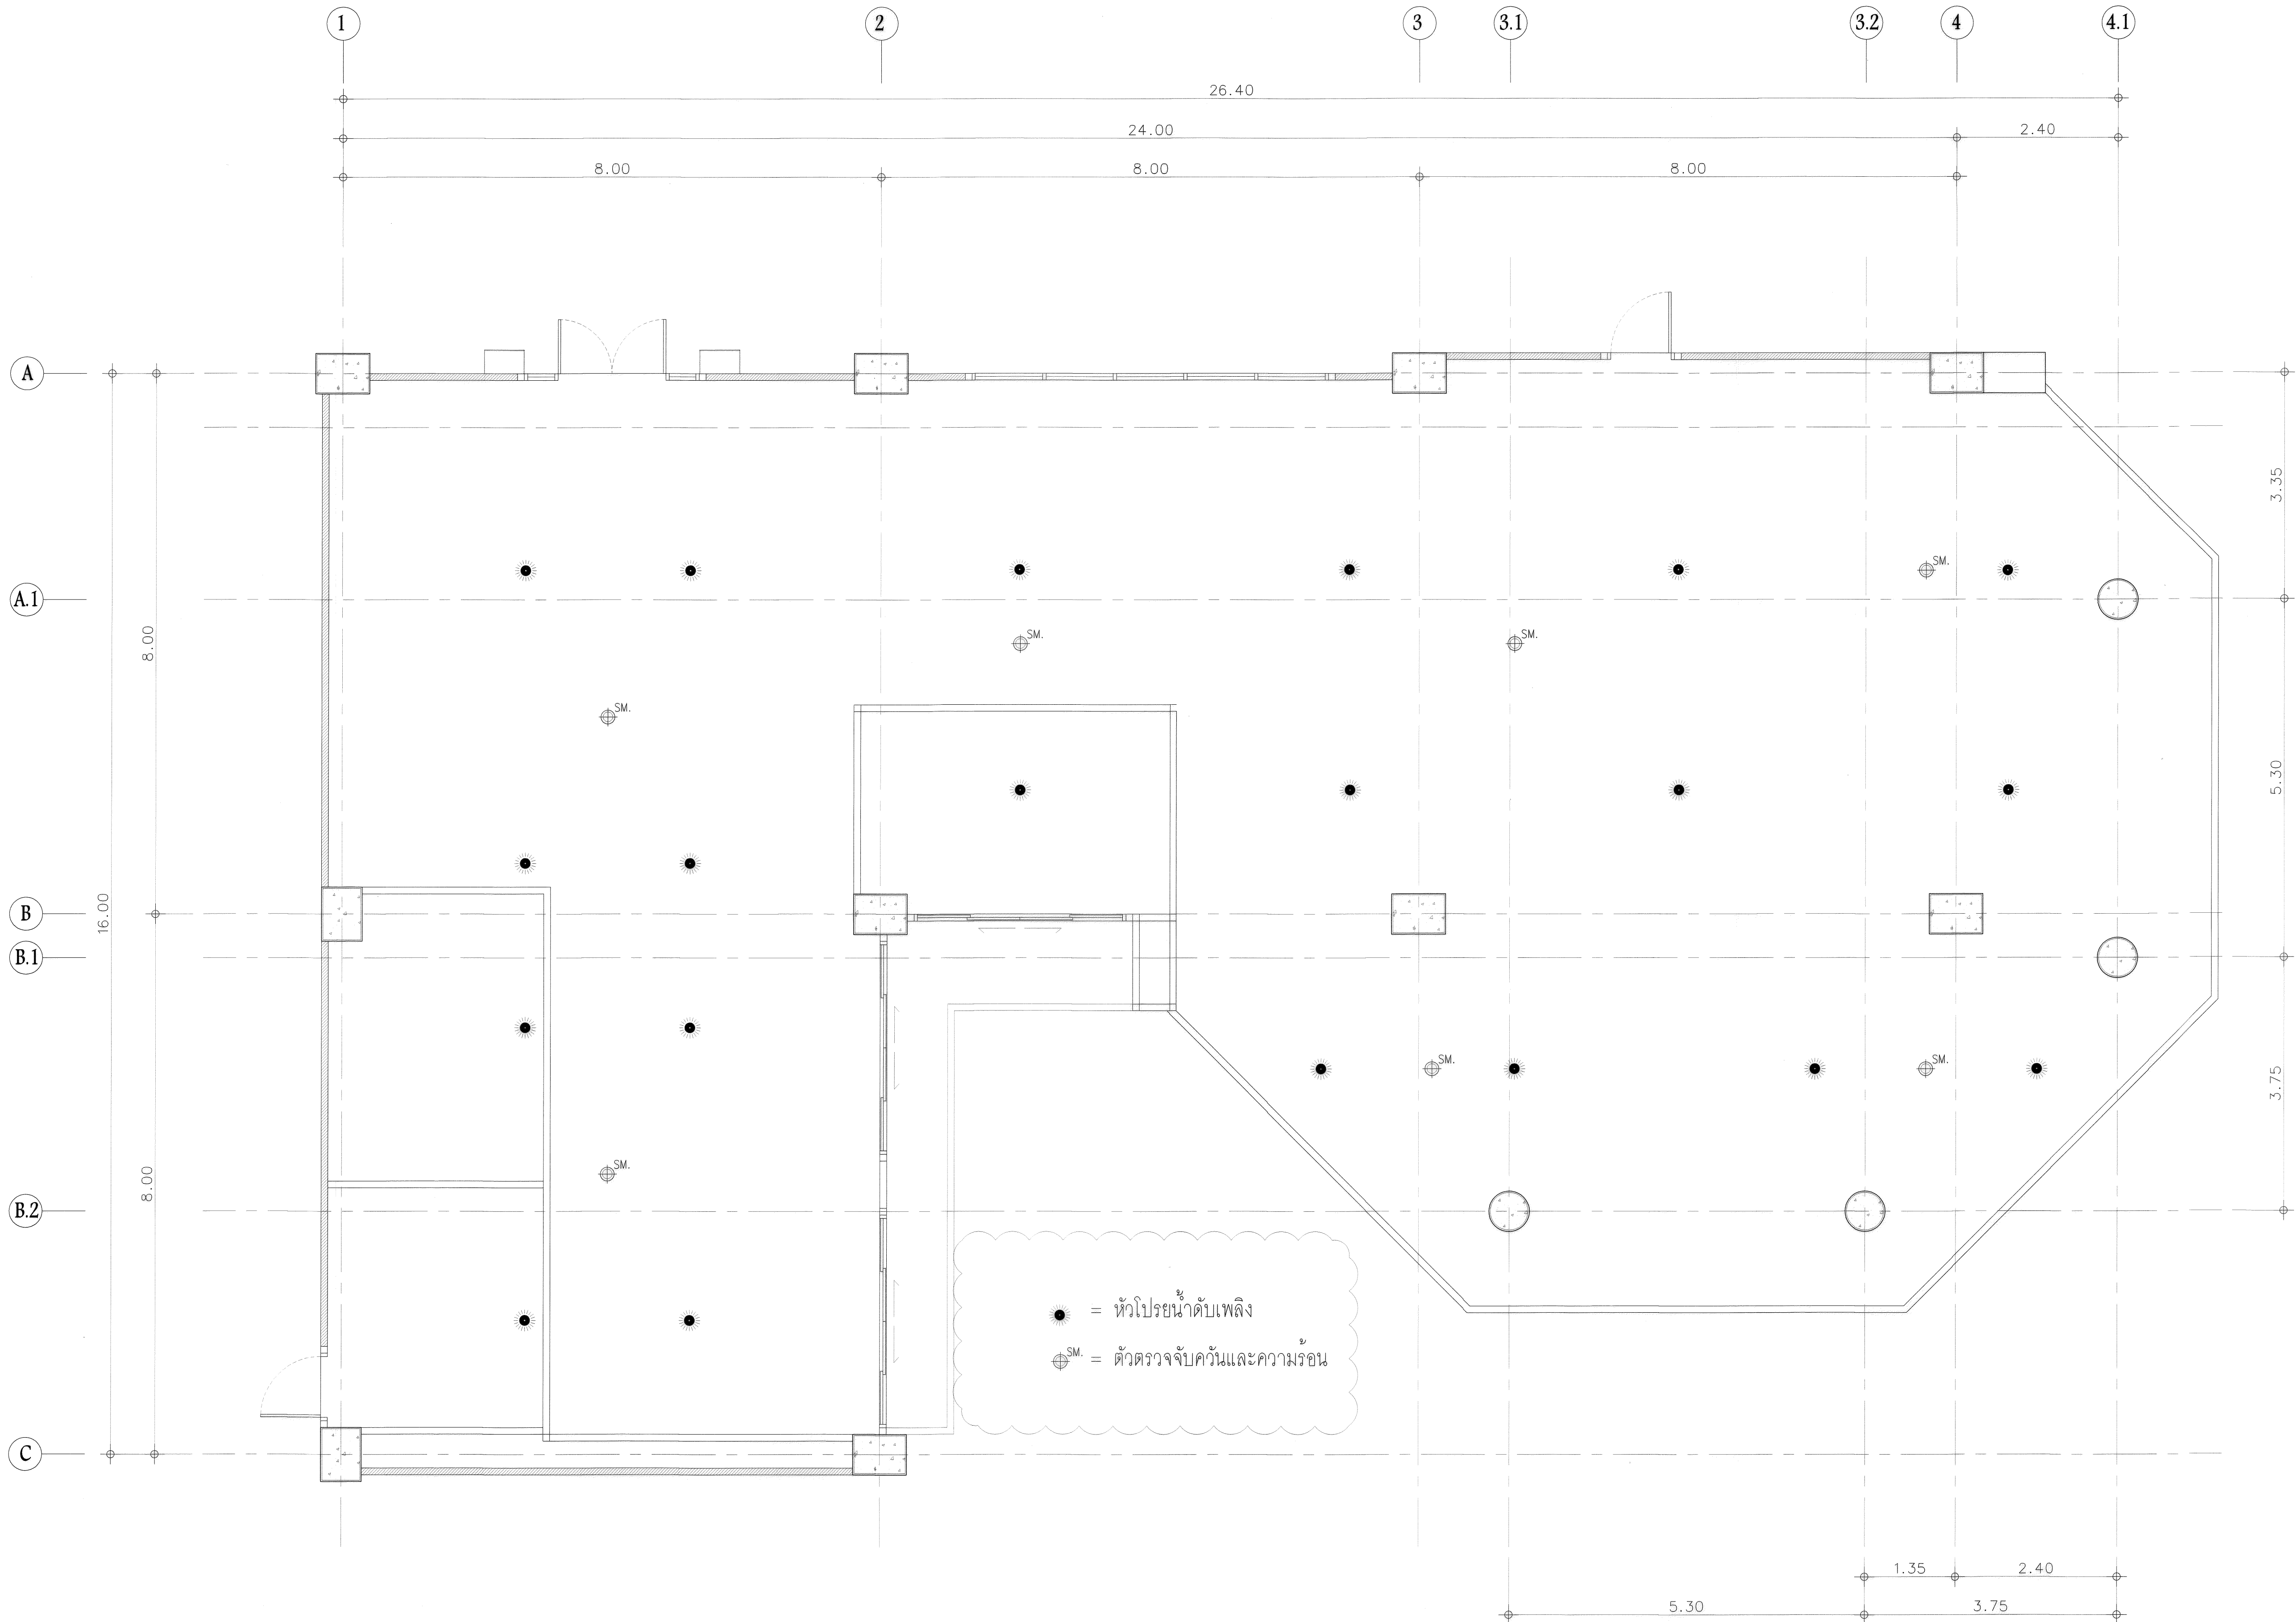 1 2 3 3.1 3.2 4 4.1
26.40
24.00 2.40
8.00 8.00 8.00
A
3.35
SM.
A.1
SM. SM.
8.00
SM.
5.30
16.00
B
B.1
SM. SM.
3.75
SM.
8.00
B.2
= หัวโปรยน้ำดับเพลิง
SM. = ตัวตรวจจับควันและความร้อน
C
1.35 2.40
5.30 3.75